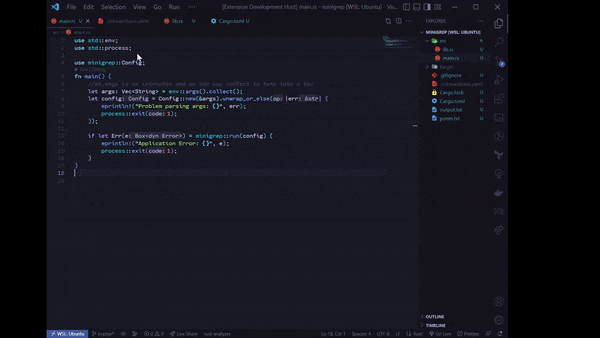 File Edit Selection View Go Run ··· [Extension Development Host] main.rs - minigrep [WSL: Ubuntu] -
main.rs U
lib.rs U
Cargo.toml U
EXPLORER
MINIGREP [WSL: UBUNTU]
src
lib.rs U
main.rs U
target
.gitignore U
Cargo.lock U
Cargo.toml U
output.txt U
poem.txt U
use std::env;
use std::process;
use minigrep::Config;
fn main() {
let args: Vec<String> = env::args().collect();
let config: Config = Config::new(&args).unwrap_or_else(op: |err: &str| {
eprintln!("Problem parsing args: {}", err);
process::exit(code: 1);
});
if let Err(e: Box<dyn Error>) = minigrep::run(config) {
eprintln!("Application Error: {}", e);
process::exit(code: 1);
}
}
18
OUTLINE
TIMELINE
WSL: Ubuntu master* 0 0 Live Share rust-analyzer Ln 18, Col 1 Spaces: 4 UTF-8 LF Rust Go Live Prettier